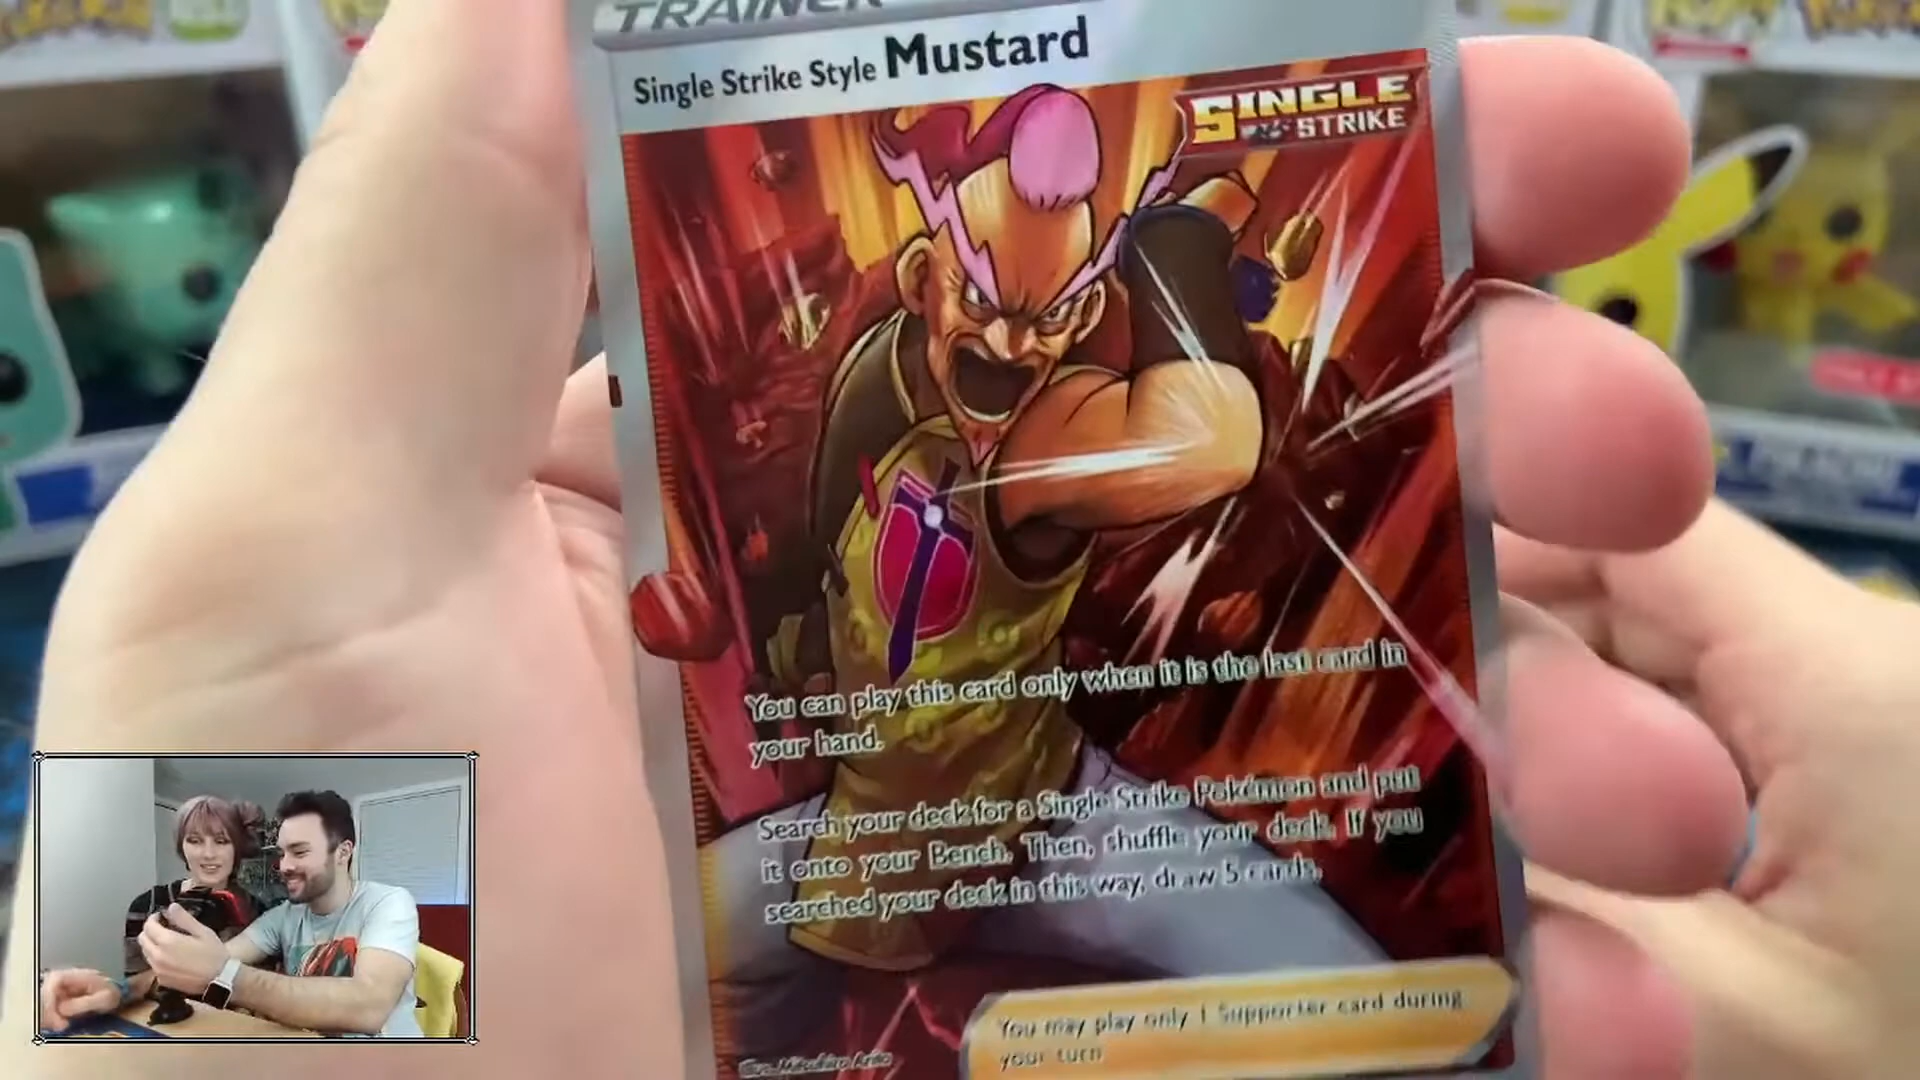 TRAINER
Single Strike Style Mustard
SINGLE
STRIKE
You can play this card only when it is the last card in
your hand.
Search your deck for a Single Strike Pokémon and put
it onto your Bench. Then, shuffle your deck. If you
searched your deck in this way, draw 5 cards.
You may play only 1 Supporter card during
your turn.
Illus. Mitsuhiro Arita